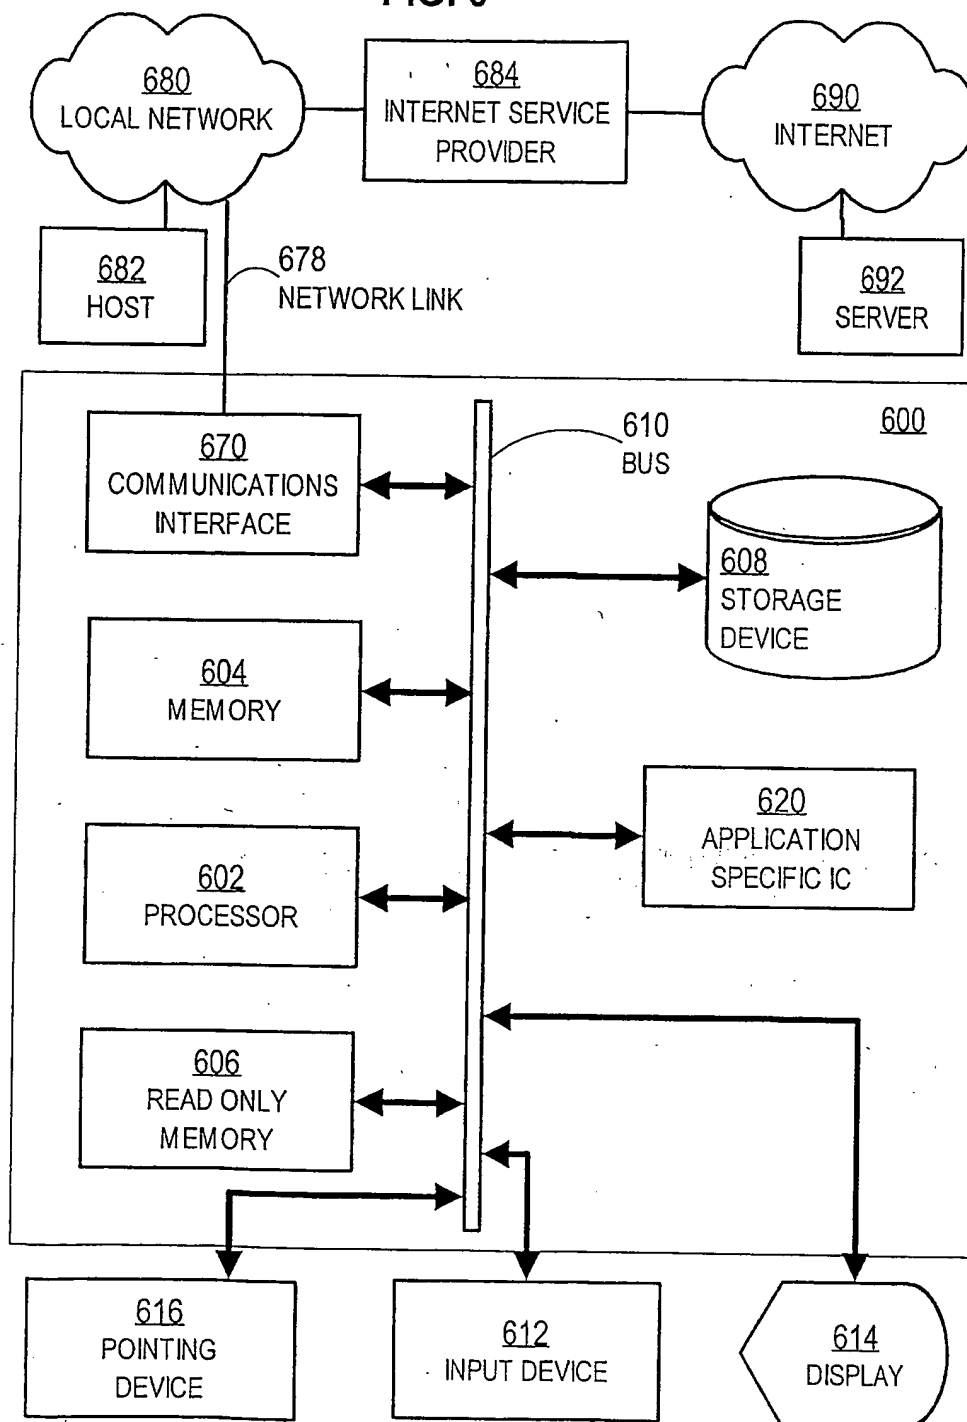 680
LOCAL NETWORK
684
INTERNET SERVICE
PROVIDER
690
INTERNET
682
HOST
678
NETWORK LINK
692
SERVER
600
670
COMMUNICATIONS
INTERFACE
610
BUS
608
STORAGE
DEVICE
604
MEMORY
620
APPLICATION
SPECIFIC IC
602
PROCESSOR
606
READ ONLY
MEMORY
616
POINTING
DEVICE
612
INPUT DEVICE
614
DISPLAY